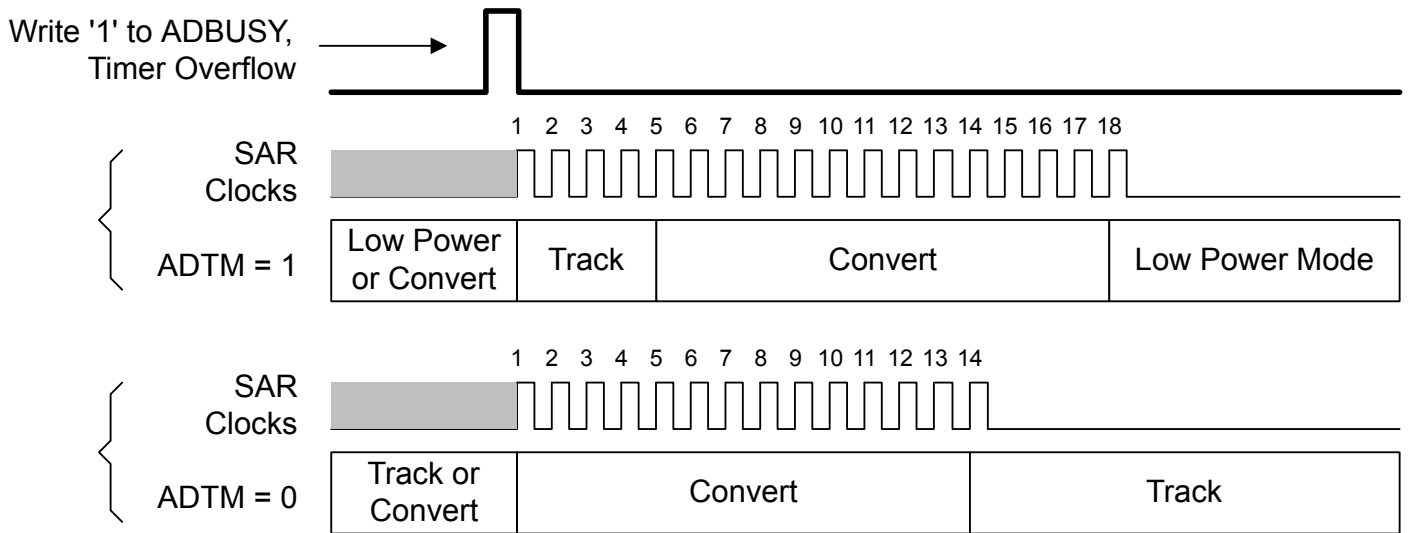 Write '1' to ADBUSY,
Timer Overflow
1 2 3 4 5 6 7 8 9 10 11 12 13 14 15 16 17 18
SAR
Clocks
ADTM = 1
Low Power
or Convert
Track
Convert
Low Power Mode
1 2 3 4 5 6 7 8 9 10 11 12 13 14
SAR
Clocks
ADTM = 0
Track or
Convert
Convert
Track